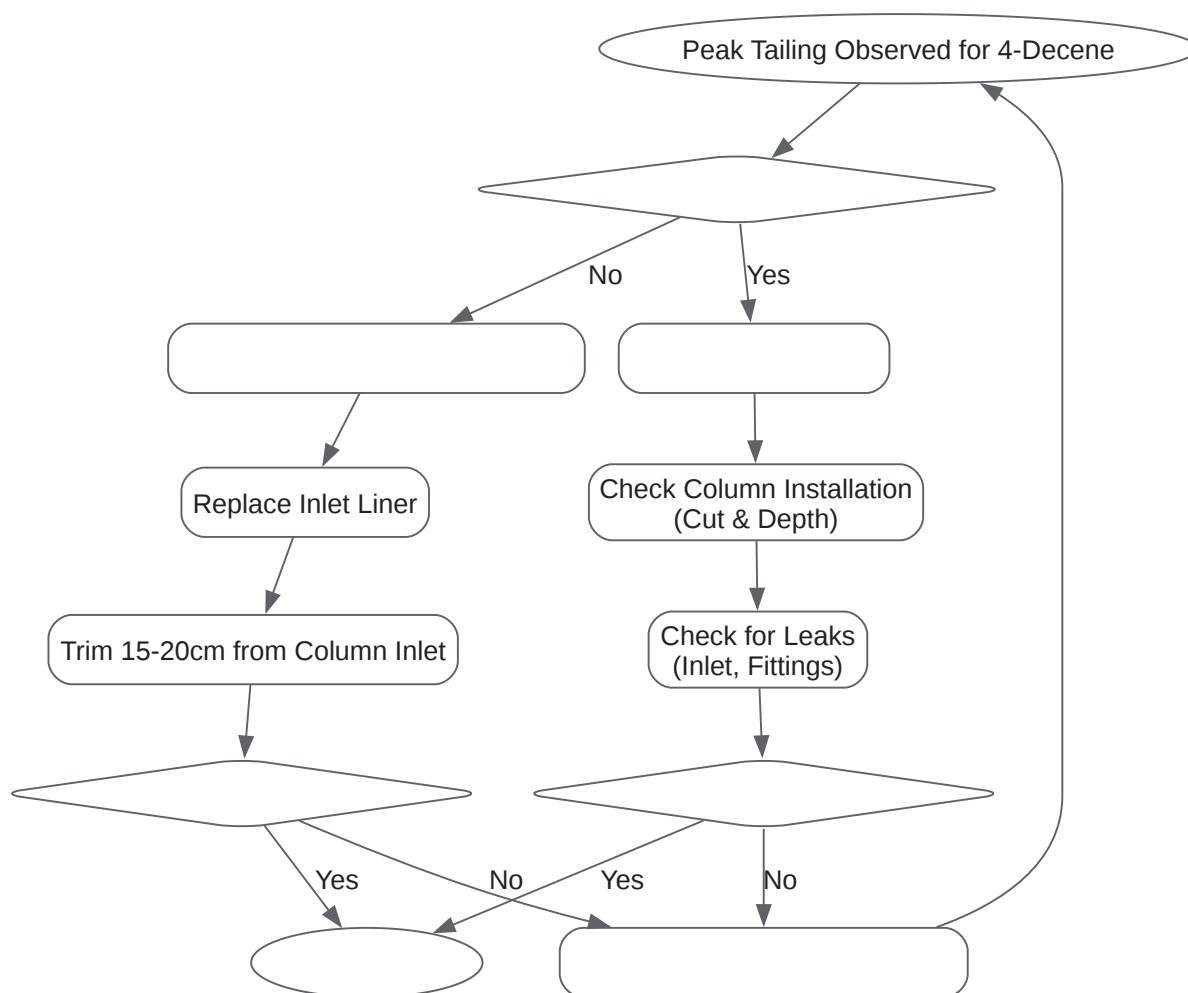 Peak Tailing Observed for 4-Decene
No
Yes
Replace Inlet Liner
Check Column Installation
(Cut & Depth)
Trim 15-20cm from Column Inlet
Check for Leaks
(Inlet, Fittings)
Yes
No
Yes
No